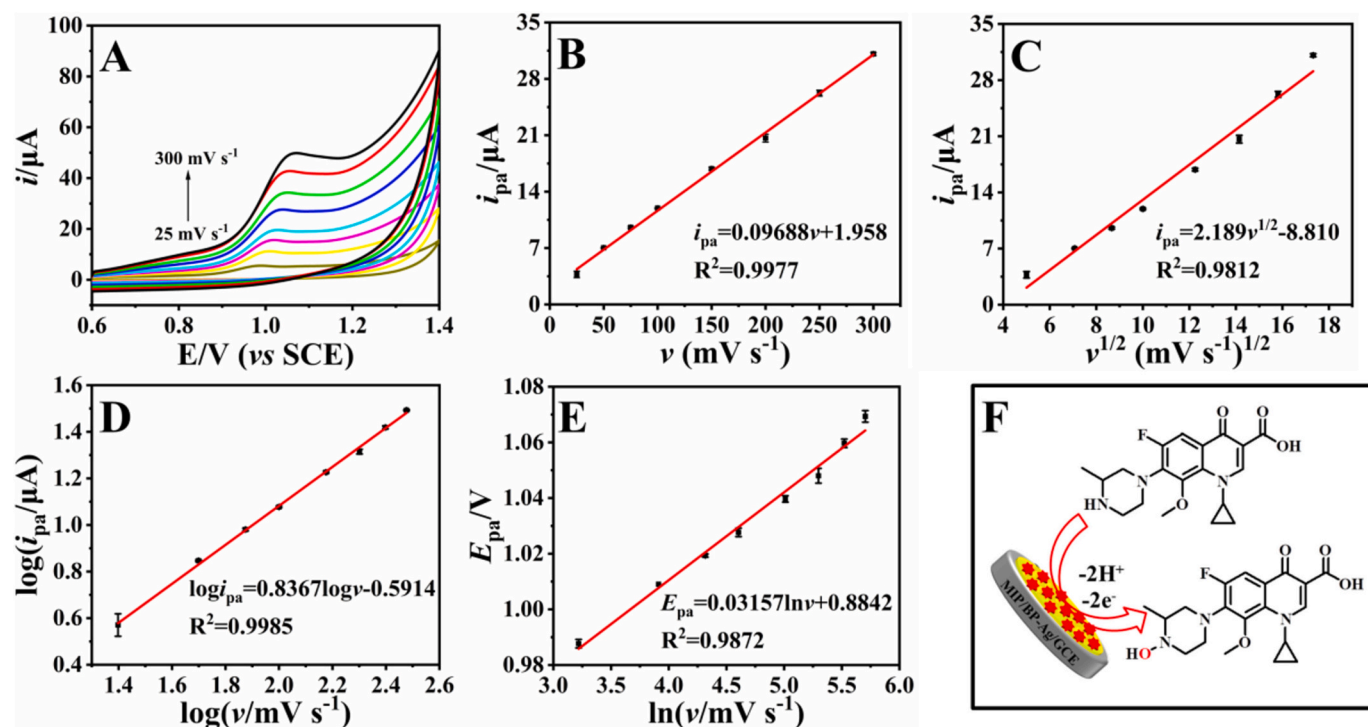 A
i/μA
100
80
60
40
20
0
300 mV s⁻¹
25 mV s⁻¹
0.6 0.8 1.0 1.2 1.4
E/V (vs SCE)
B
iₚₐ/μA
35
28
21
14
7
0
iₚₐ=0.09688v+1.958
R²=0.9977
0 50 100 150 200 250 300
v (mV s⁻¹)
C
iₚₐ/μA
35
28
21
14
7
0
iₚₐ=2.189v¹ᐟ²-8.810
R²=0.9812
4 6 8 10 12 14 16 18
v¹ᐟ² (mV s⁻¹)¹ᐟ²
D
log(iₚₐ/μA)
1.6
1.4
1.2
1.0
0.8
0.6
0.4
logiₚₐ=0.8367logv-0.5914
R²=0.9985
1.4 1.6 1.8 2.0 2.2 2.4 2.6
log(v/mV s⁻¹)
E
Eₚₐ/V
1.08
1.06
1.04
1.02
1.00
0.98
Eₚₐ=0.03157lnv+0.8842
R²=0.9872
3.0 3.5 4.0 4.5 5.0 5.5 6.0
ln(v/mV s⁻¹)
F
O
O
F
OH
N
N
HN
O
-2H⁺
-2e⁻
MIP/BP-Ag/GCE
O
O
F
OH
N
N
N
HO
O